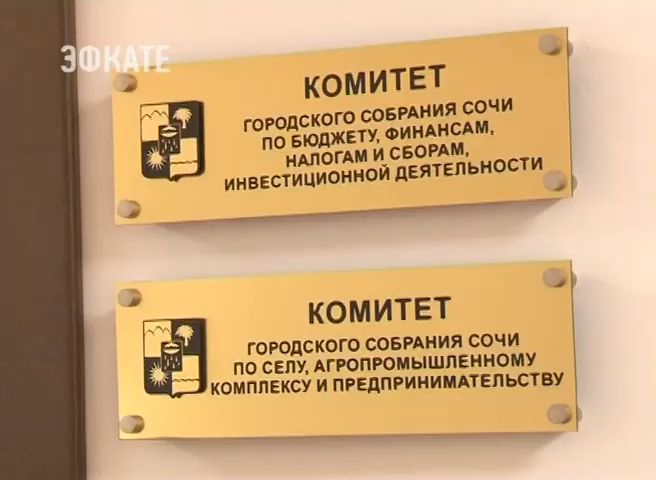 ЭФКАТЕ
КОМИТЕТ
ГОРОДСКОГО СОБРАНИЯ СОЧИ
ПО БЮДЖЕТУ, ФИНАНСАМ,
НАЛОГАМ И СБОРАМ,
ИНВЕСТИЦИОННОЙ ДЕЯТЕЛЬНОСТИ
КОМИТЕТ
ГОРОДСКОГО СОБРАНИЯ СОЧИ
ПО СЕЛУ, АГРОПРОМЫШЛЕННОМУ
КОМПЛЕКСУ И ПРЕДПРИНИМАТЕЛЬСТВУ